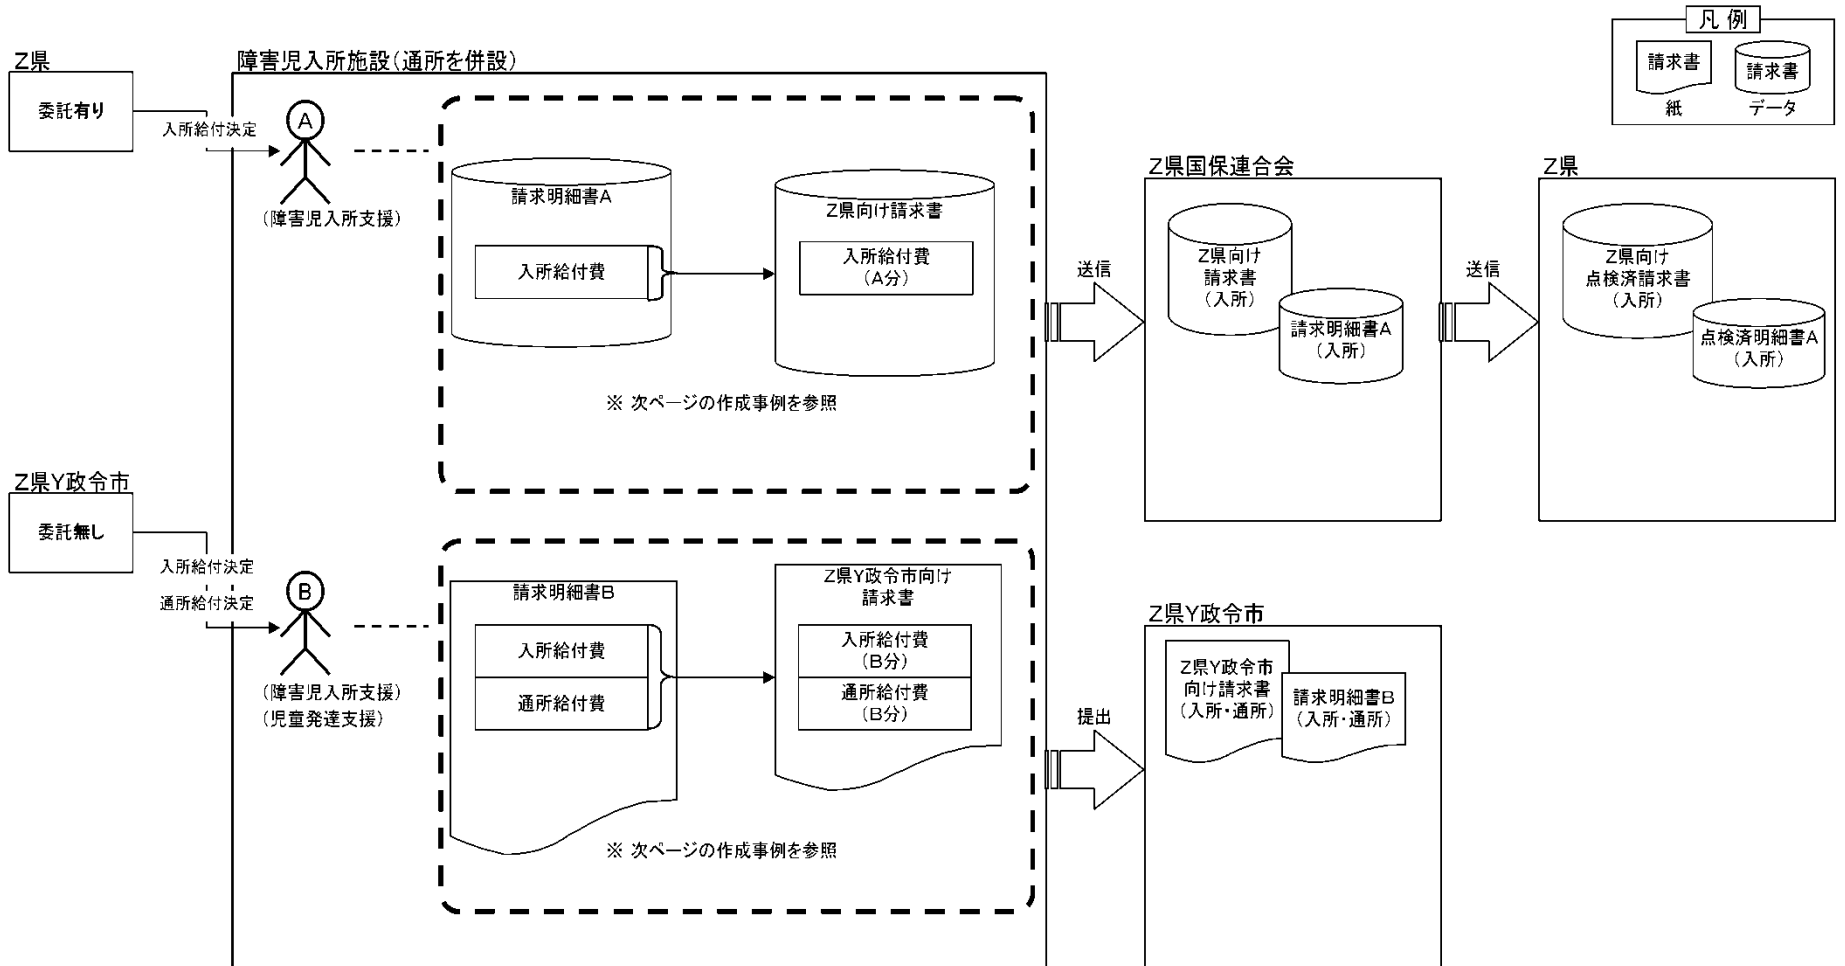 凡 例
請求書
紙
請求書
データ
Z県
委託有り
障害児入所施設(通所を併設)
入所給付決定
A
(障害児入所支援)
請求明細書A
入所給付費
Z県向け請求書
入所給付費
(A分)
※ 次ページの作成事例を参照
送信
Z県国保連合会
Z県向け
請求書
(入所)
請求明細書A
(入所)
送信
Z県
Z県向け
点検済請求書
(入所)
点検済明細書A
(入所)
Z県Y政令市
委託無し
入所給付決定
通所給付決定
B
(障害児入所支援)
(児童発達支援)
請求明細書B
入所給付費
通所給付費
Z県Y政令市向け
請求書
入所給付費
(B分)
通所給付費
(B分)
※ 次ページの作成事例を参照
提出
Z県Y政令市
Z県Y政令市
向け請求書
(入所・通所)
請求明細書B
(入所・通所)